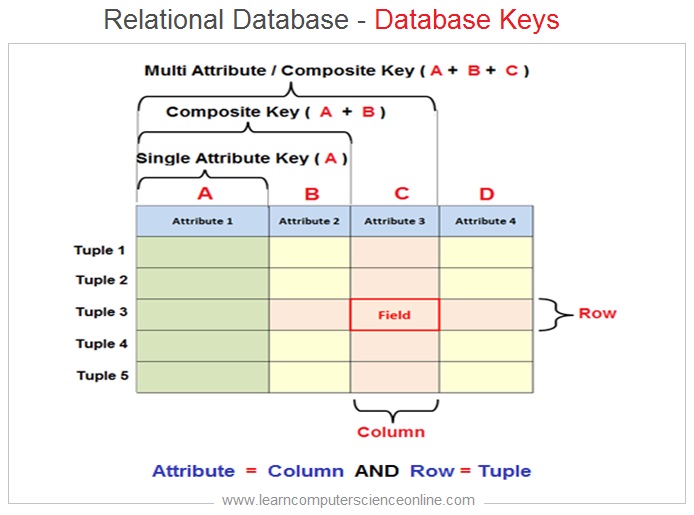 Relational Database - Database Keys
Multi Attribute / Composite Key ( A + B + C )
Composite Key ( A + B )
Single Attribute Key ( A )
A B C D
Attribute 1 Attribute 2 Attribute 3 Attribute 4
Tuple 1
Tuple 2
Tuple 3 Field Row
Tuple 4
Tuple 5
Column
Attribute = Column AND Row = Tuple
www.learncomputerscienceonline.com